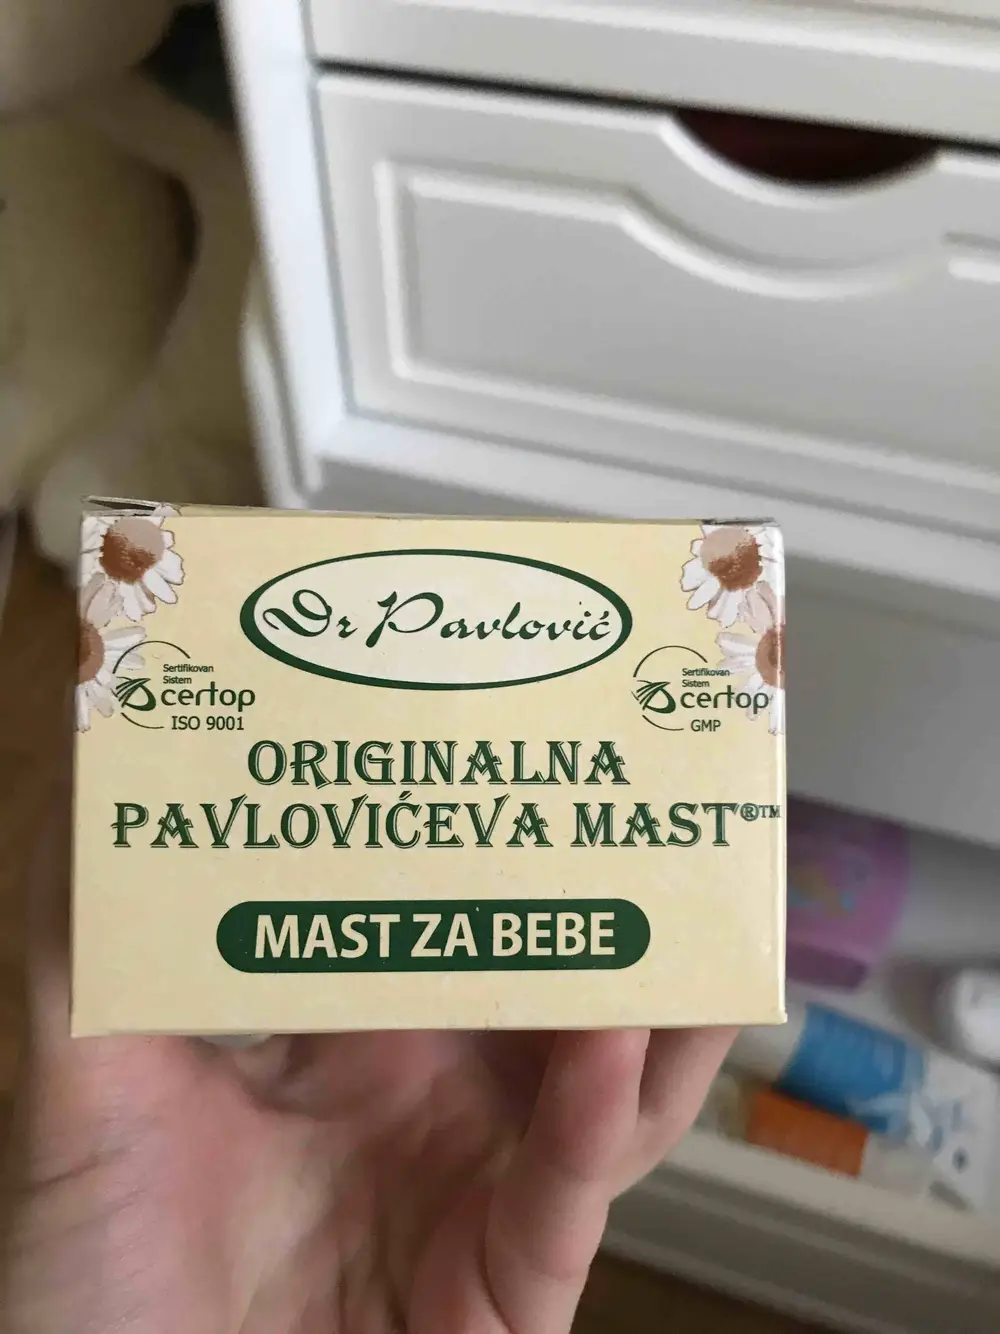 Dr Pavlović
Sertifikovan
Sistem
certop
ISO 9001
Sertifikovan
Sistem
certop
GMP
ORIGINALNA
PAVLOVIĆEVA MAST®™
MAST ZA BEBE